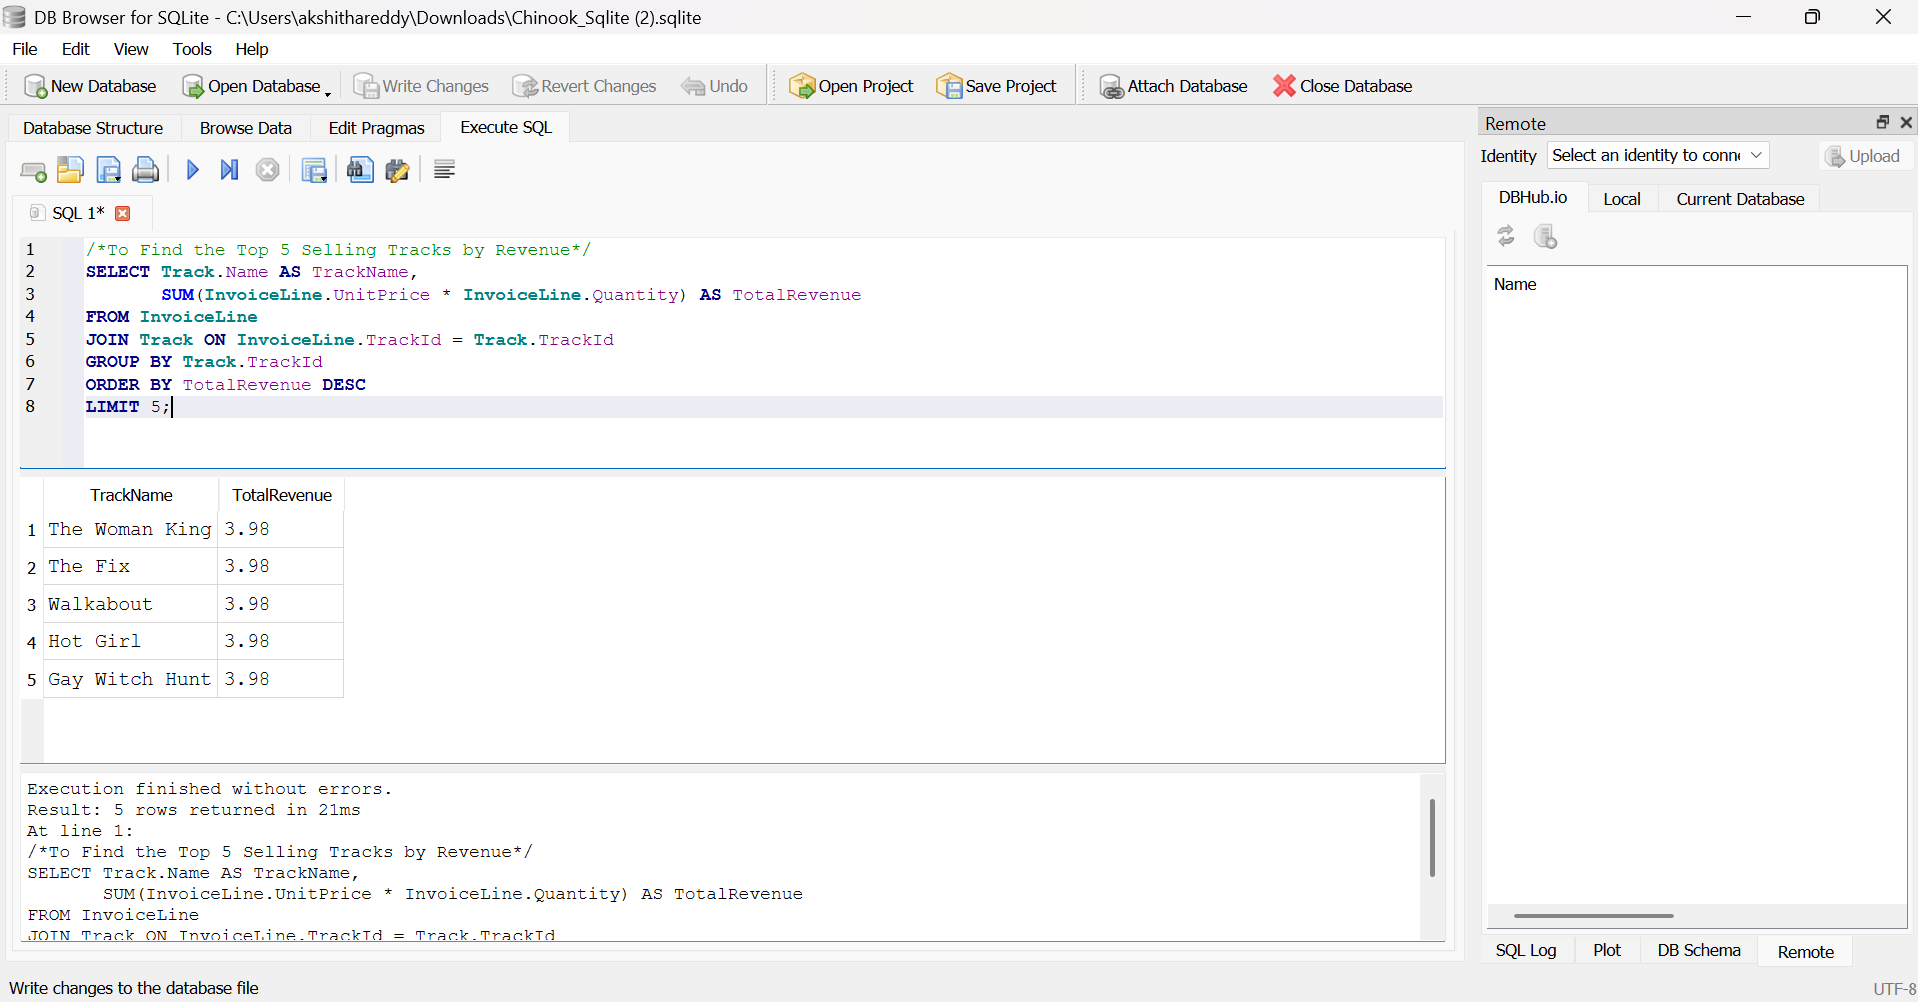 DB Browser for SQLite - C:\Users\akshithareddy\Downloads\Chinook_Sqlite (2).sqlite
File Edit View Tools Help
New Database Open Database Write Changes Revert Changes Undo Open Project Save Project Attach Database Close Database
Database Structure Browse Data Edit Pragmas Execute SQL
SQL 1*
1 /*To Find the Top 5 Selling Tracks by Revenue*/
2 SELECT Track.Name AS TrackName,
3 SUM(InvoiceLine.UnitPrice * InvoiceLine.Quantity) AS TotalRevenue
4 FROM InvoiceLine
5 JOIN Track ON InvoiceLine.TrackId = Track.TrackId
6 GROUP BY Track.TrackId
7 ORDER BY TotalRevenue DESC
8 LIMIT 5;
TrackName TotalRevenue
1 The Woman King 3.98
2 The Fix 3.98
3 Walkabout 3.98
4 Hot Girl 3.98
5 Gay Witch Hunt 3.98
Execution finished without errors.
Result: 5 rows returned in 21ms
At line 1:
/*To Find the Top 5 Selling Tracks by Revenue*/
SELECT Track.Name AS TrackName,
SUM(InvoiceLine.UnitPrice * InvoiceLine.Quantity) AS TotalRevenue
FROM InvoiceLine
JOIN Track ON InvoiceLine.TrackId = Track.TrackId
Remote
Identity Select an identity to conne Upload
DBHub.io Local Current Database
Name
SQL Log Plot DB Schema Remote
Write changes to the database file
UTF-8